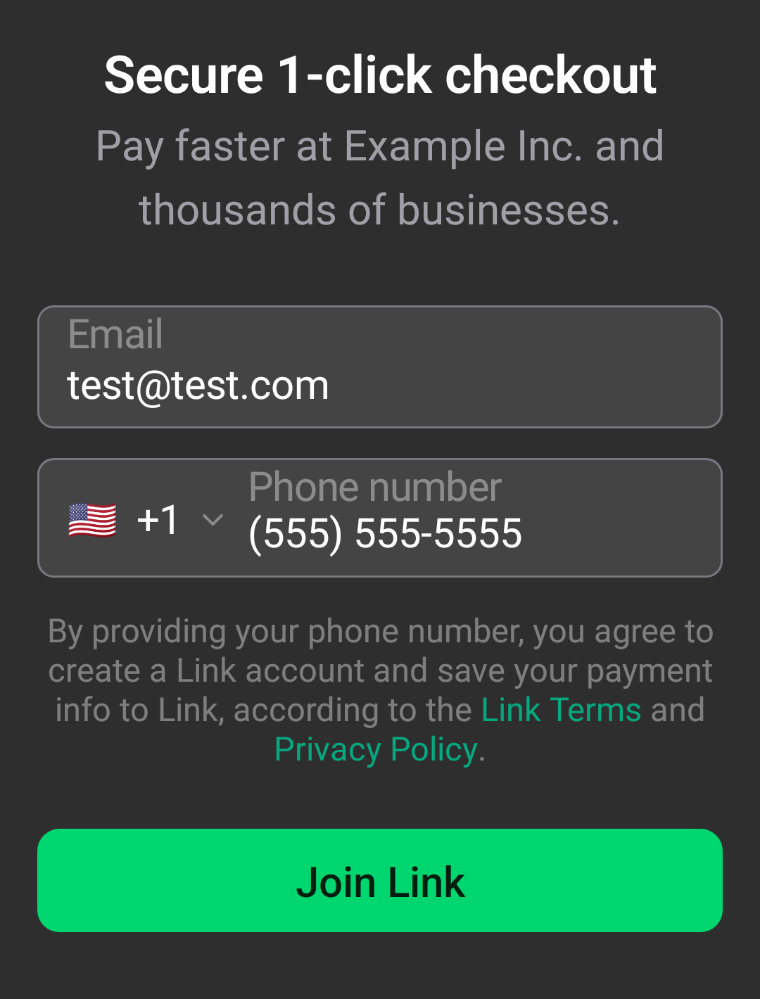 Secure 1-click checkout
Pay faster at Example Inc. and
thousands of businesses.
Email
test@test.com
Phone number
+1 (555) 555-5555
By providing your phone number, you agree to
create a Link account and save your payment
info to Link, according to the Link Terms and
Privacy Policy.
Join Link